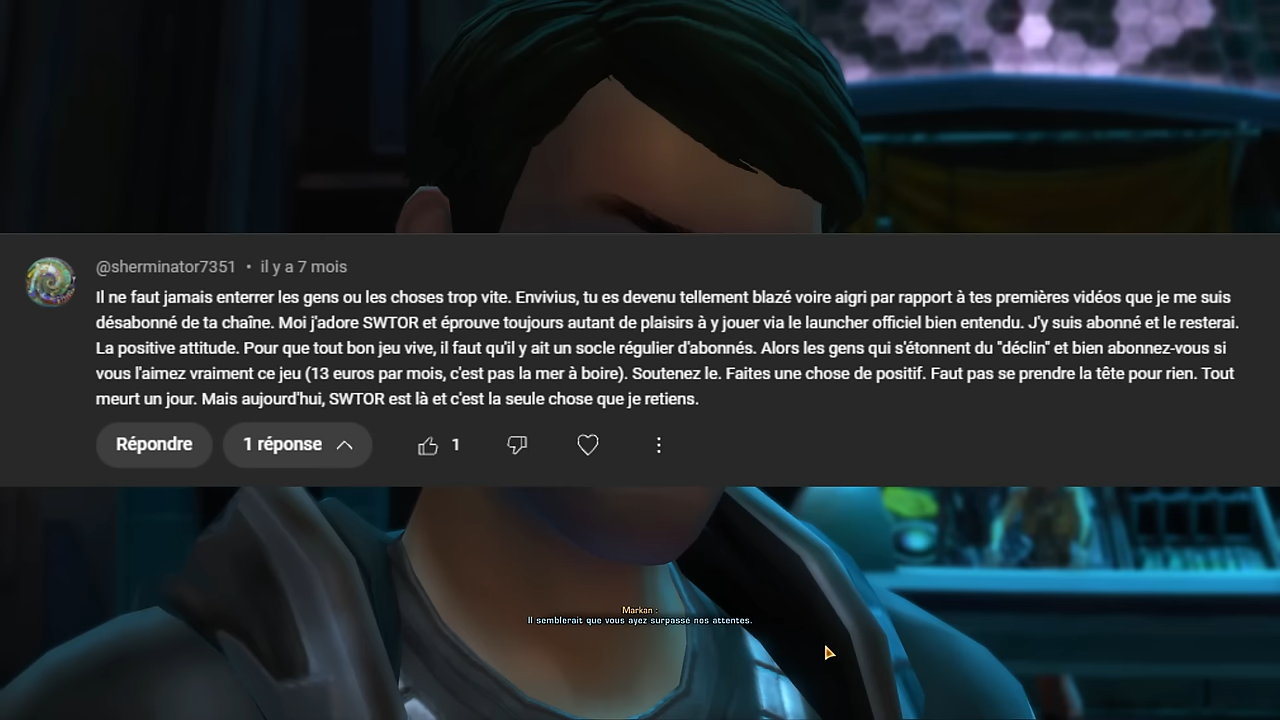 @sherminator7351 • il y a 7 mois
Il ne faut jamais enterrer les gens ou les choses trop vite. Envivius, tu es devenu tellement blazé voire aigri par rapport à tes premières vidéos que je me suis
désabonné de ta chaîne. Moi j'adore SWTOR et éprouve toujours autant de plaisirs à y jouer via le launcher officiel bien entendu. J'y suis abonné et le resterai.
La positive attitude. Pour que tout bon jeu vive, il faut qu'il y ait un socle régulier d'abonnés. Alors les gens qui s'étonnent du "déclin" et bien abonnez-vous si
vous l'aimez vraiment ce jeu (13 euros par mois, c'est pas la mer à boire). Soutenez le. Faites une chose de positif. Faut pas se prendre la tête pour rien. Tout
meurt un jour. Mais aujourd'hui, SWTOR est là et c'est la seule chose que je retiens.
Répondre 1 réponse 1
Markan :
Il semblerait que vous ayez surpassé nos attentes.